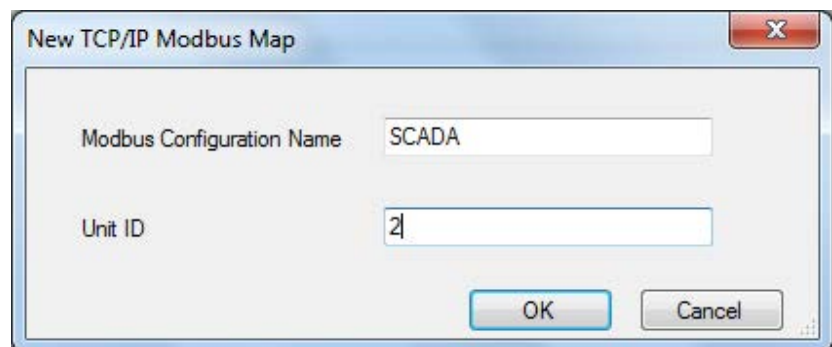 New TCP/IP Modbus Map
Modbus Configuration Name SCADA
Unit ID 2
OK Cancel